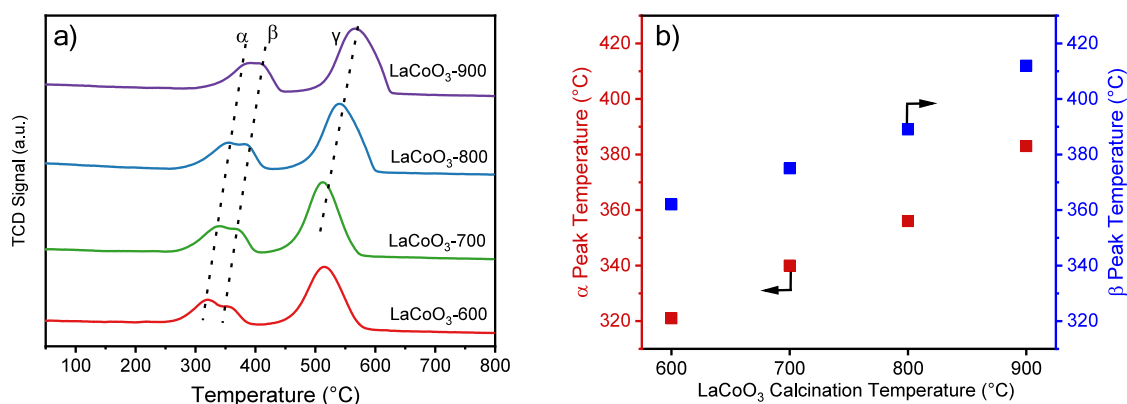 a)
α
β
γ
LaCoO₃-900
LaCoO₃-800
LaCoO₃-700
LaCoO₃-600
TCD Signal (a.u.)
100 200 300 400 500 600 700 800
Temperature (°C)
b)
420
400
380
360
340
320
α Peak Temperature (°C)
420
400
380
360
340
320
β Peak Temperature (°C)
600 700 800 900
LaCoO₃ Calcination Temperature (°C)